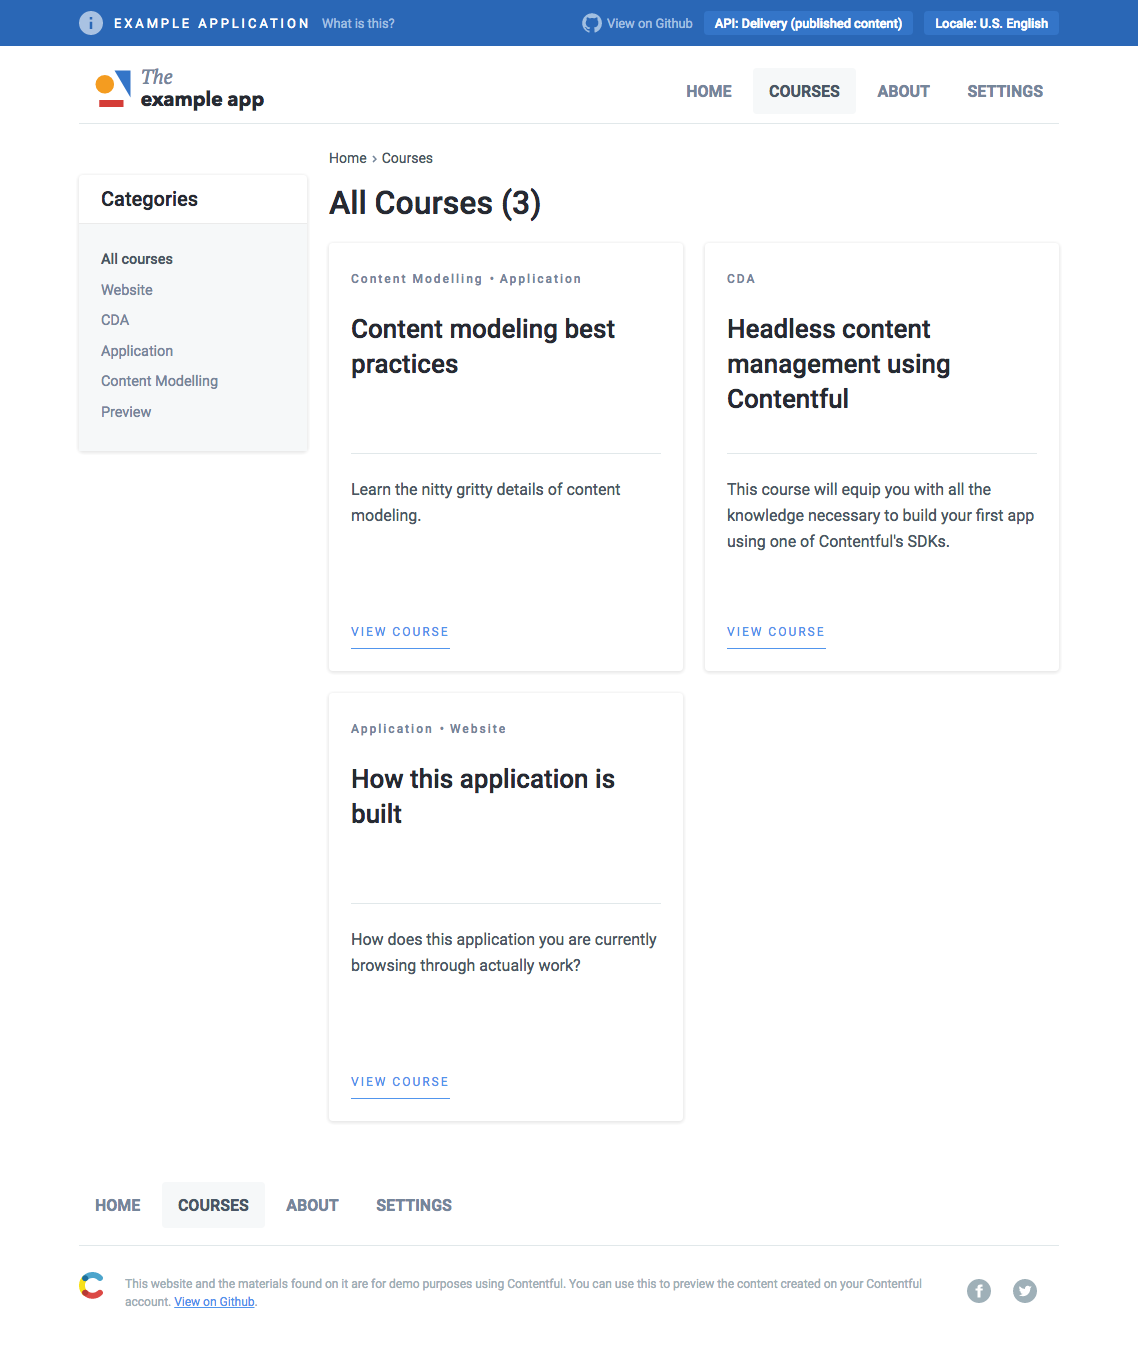 EXAMPLE APPLICATION What is this? View on Github API: Delivery (published content) Locale: U.S. English
The
example app
HOME COURSES ABOUT SETTINGS
Home › Courses
Categories
All courses
Website
CDA
Application
Content Modelling
Preview
All Courses (3)
Content Modelling • Application
Content modeling best
practices
Learn the nitty gritty details of content
modeling.
VIEW COURSE
CDA
Headless content
management using
Contentful
This course will equip you with all the
knowledge necessary to build your first app
using one of Contentful's SDKs.
VIEW COURSE
Application • Website
How this application is
built
How does this application you are currently
browsing through actually work?
VIEW COURSE
HOME COURSES ABOUT SETTINGS
This website and the materials found on it are for demo purposes using Contentful. You can use this to preview the content created on your Contentful
account. View on Github.